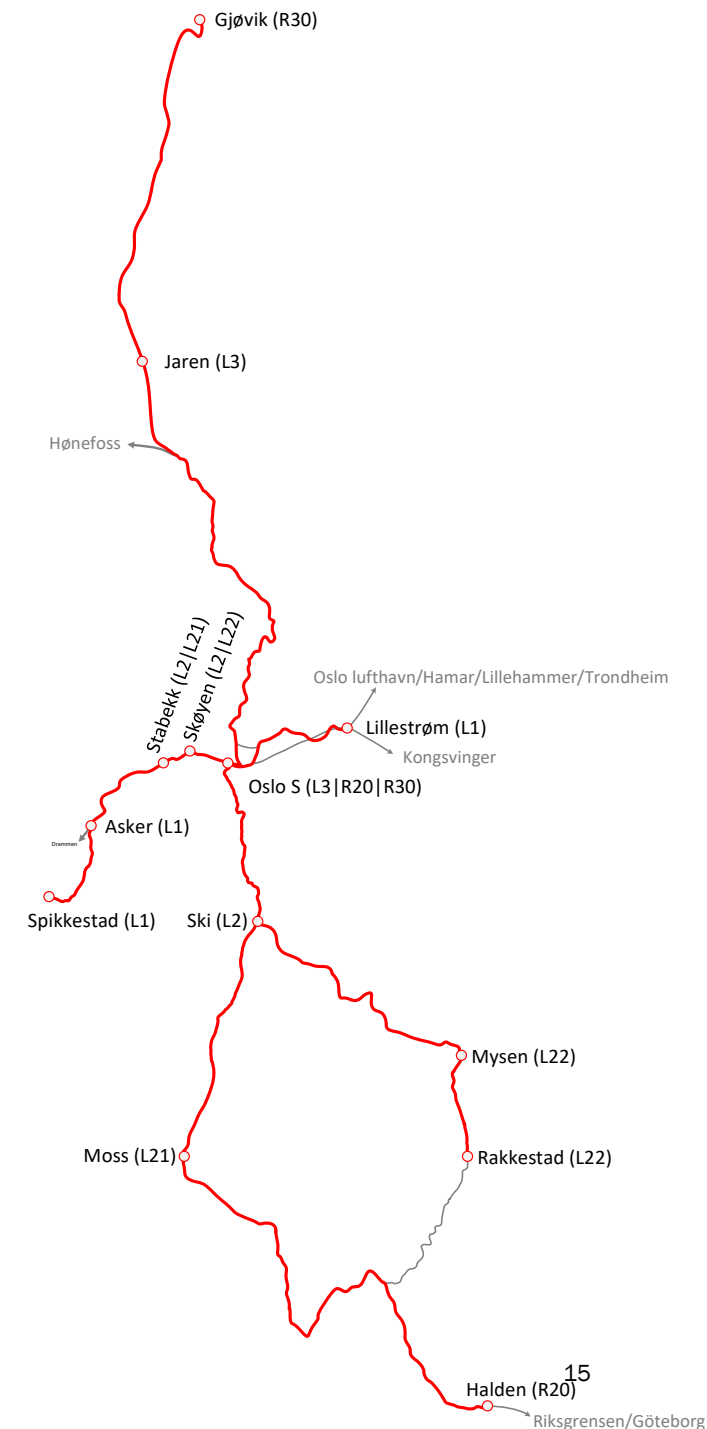 Gjøvik (R30)
Jaren (L3)
Hønefoss
Stabekk (L2|L21)
Skøyen (L2|L22)
Oslo lufthavn/Hamar/Lillehammer/Trondheim
Lillestrøm (L1)
Kongsvinger
Oslo S (L3|R20|R30)
Asker (L1)
Drammen
Spikkestad (L1)
Ski (L2)
Mysen (L22)
Moss (L21)
Rakkestad (L22)
15
Halden (R20)
Riksgrensen/Göteborg